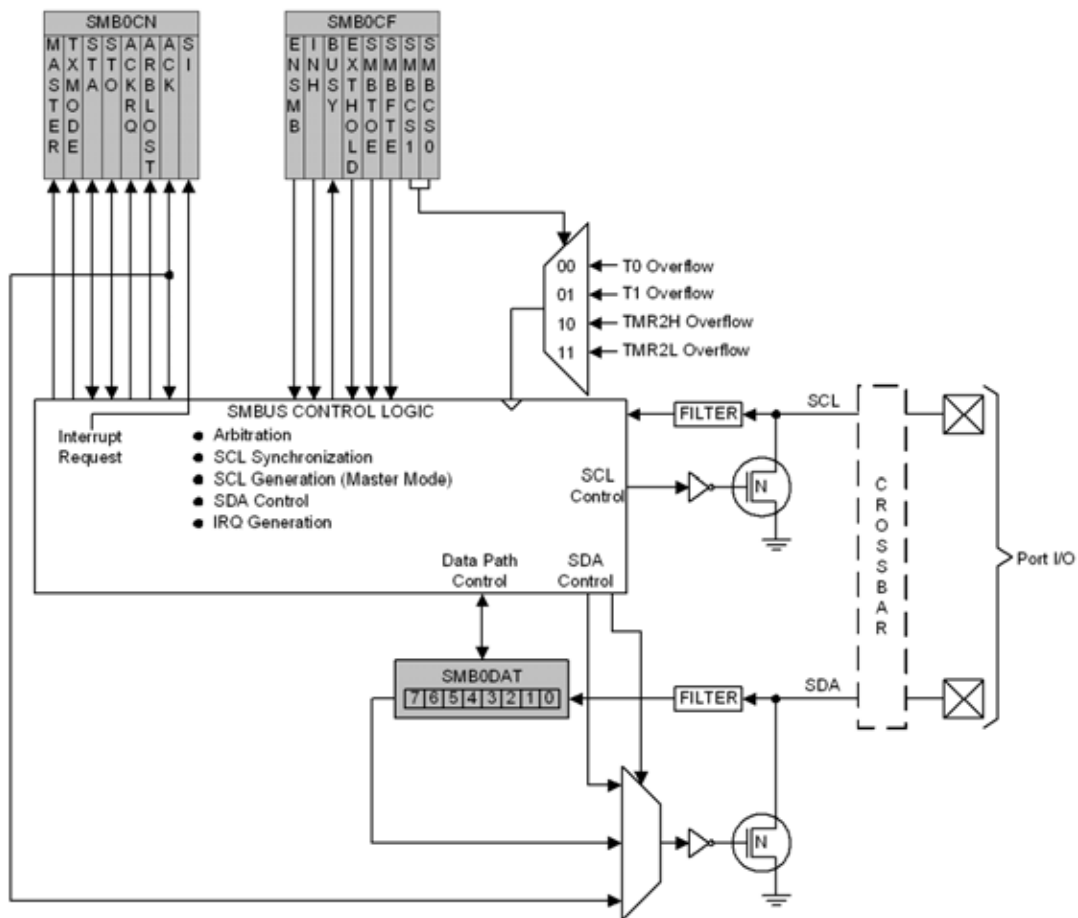 SMB0CN
MASTER
TXMODE
STA
STO
ACKRQ
ARBLOST
ACK
SI
SMB0CF
ENSMB
INH
BUSY
EXTHOLD
SMBTOE
SMBFTE
SMBCS1
SMBCS0
00
T0 Overflow
01
T1 Overflow
10
TMR2H Overflow
11
TMR2L Overflow
SMBUS CONTROL LOGIC
Interrupt
Request
● Arbitration
● SCL Synchronization
● SCL Generation (Master Mode)
● SDA Control
● IRQ Generation
SCL
Control
Data Path
Control
SDA
Control
FILTER
SCL
N
CROSSBAR
Port I/O
SMB0DAT
7 6 5 4 3 2 1 0
FILTER
SDA
N